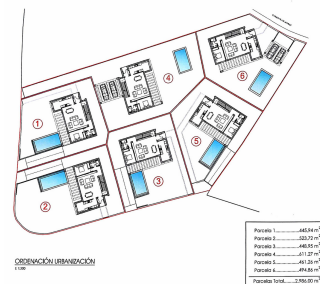 4
6
1
5
3
2
ORDENACIÓN URBANIZACIÓN
E 1:300
Parcela 1..................445,94 m²
Parcela 2..................523,72 m²
Parcela 3..................448,95 m²
Parcela 4..................611,27 m²
Parcela 5..................461,26 m²
Parcela 6..................494,86 m²
Parcelas Total........2.986,00 m²